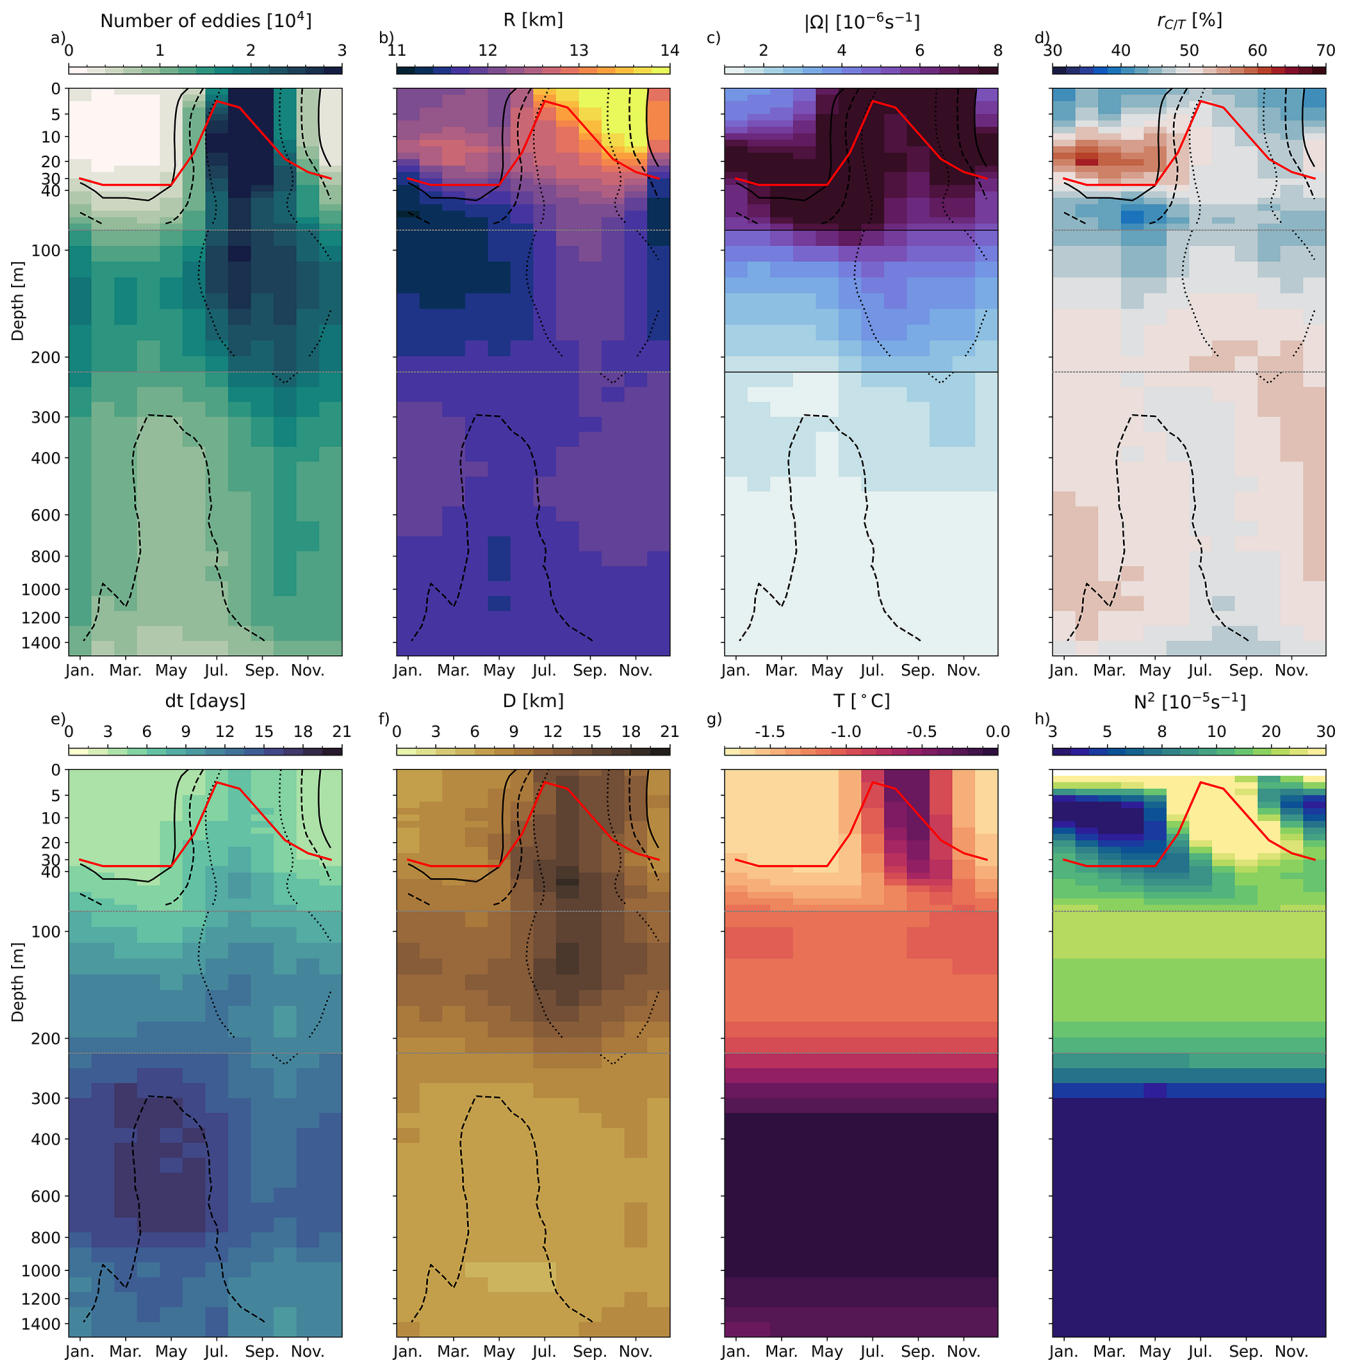 Number of eddies [10⁴]
a) 0 1 2 3
R [km]
b) 11 12 13 14
|Ω| [10⁻⁶s⁻¹]
c) 2 4 6 8
r_{C/T} [%]
d) 30 40 50 60 70
Depth [m]
0
5
10
20
30
40
100
200
300
400
600
800
1000
1200
1400
Jan. Mar. May Jul. Sep. Nov.
Jan. Mar. May Jul. Sep. Nov.
Jan. Mar. May Jul. Sep. Nov.
Jan. Mar. May Jul. Sep. Nov.
dt [days]
e) 0 3 6 9 12 15 18 21
D [km]
f) 0 3 6 9 12 15 18 21
T [°C]
g) -1.5 -1.0 -0.5 0.0
N² [10⁻⁵s⁻¹]
h) 3 5 8 10 20 30
Depth [m]
0
5
10
20
30
40
100
200
300
400
600
800
1000
1200
1400
Jan. Mar. May Jul. Sep. Nov.
Jan. Mar. May Jul. Sep. Nov.
Jan. Mar. May Jul. Sep. Nov.
Jan. Mar. May Jul. Sep. Nov.